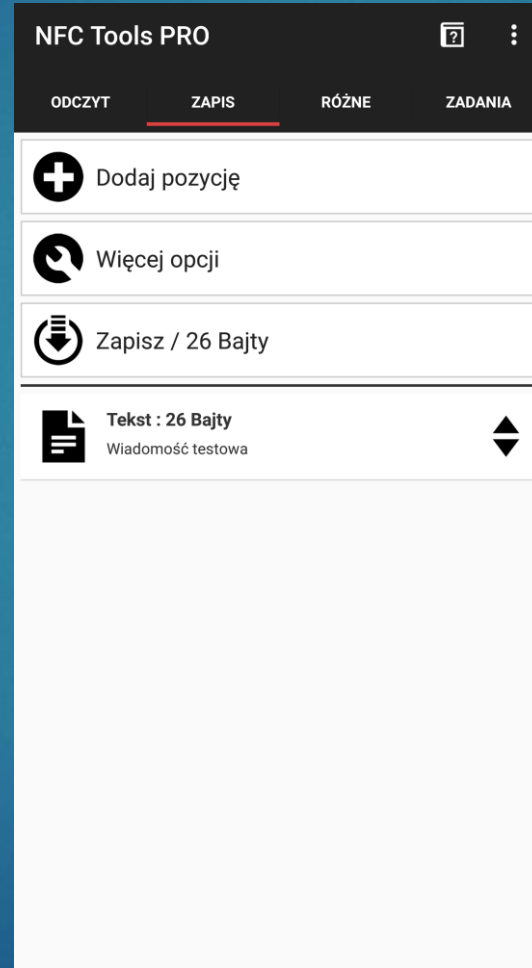 NFC Tools PRO
ODCZYT ZAPIS RÓŻNE ZADANIA
Dodaj pozycję
Więcej opcji
Zapisz / 26 Bajty
Tekst : 26 Bajty
Wiadomość testowa